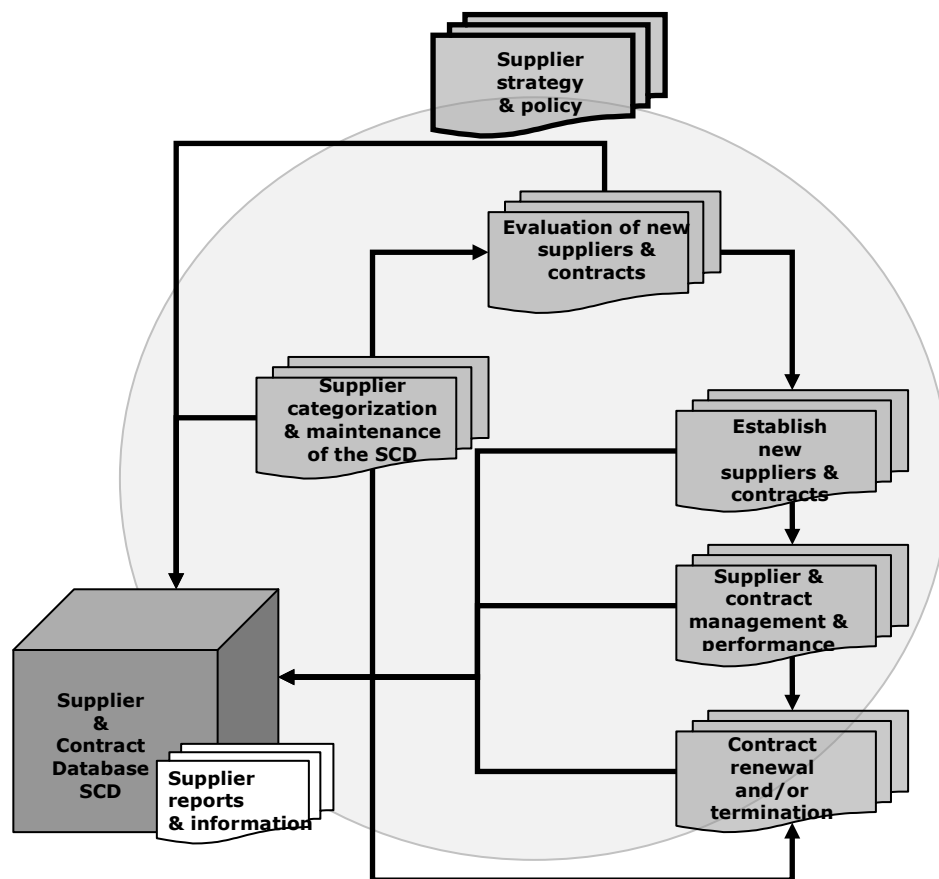 Supplier
strategy
& policy
Evaluation of new
suppliers &
contracts
Supplier
categorization
& maintenance
of the SCD
Establish
new
suppliers &
contracts
Supplier &
contract
management &
performance
Supplier
&
Contract
Database
SCD
Supplier
reports
& information
Contract
renewal
and/or
termination